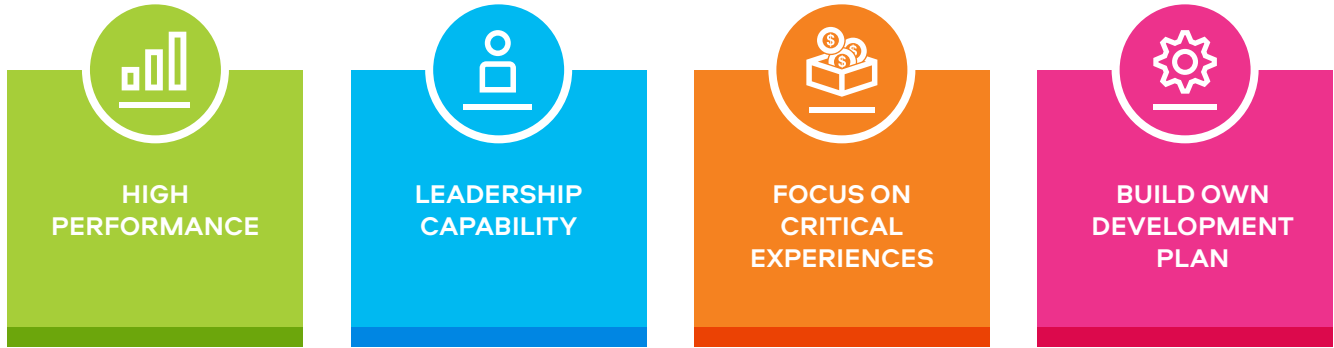 HIGH
PERFORMANCE
LEADERSHIP
CAPABILITY
FOCUS ON
CRITICAL
EXPERIENCES
BUILD OWN
DEVELOPMENT
PLAN
$
$
$